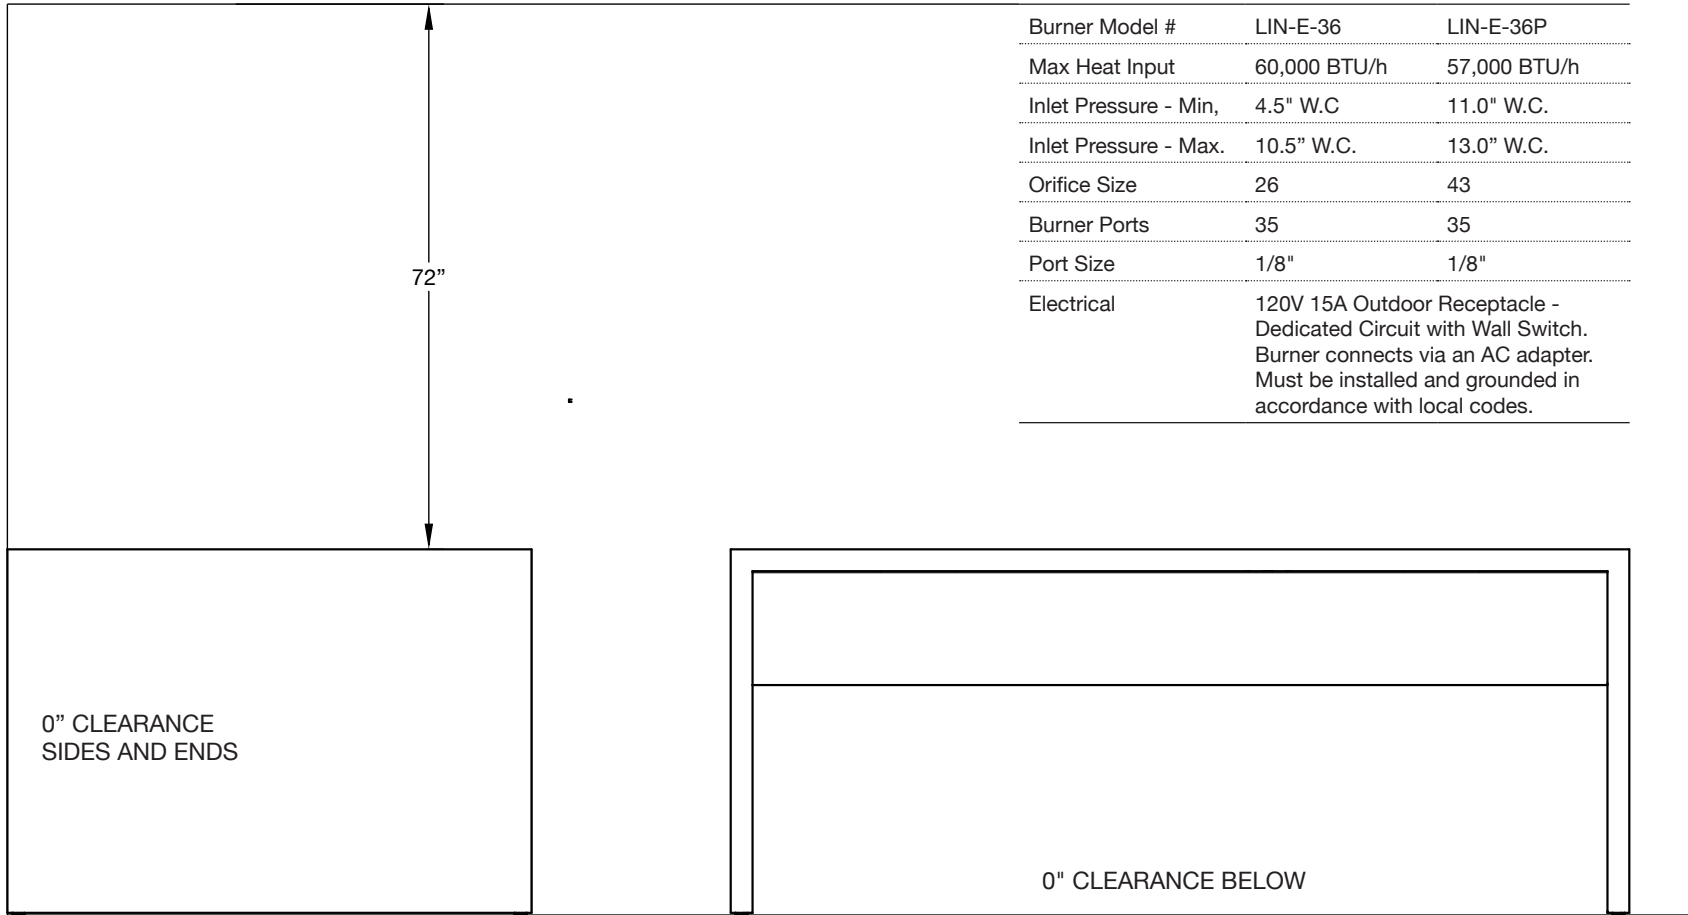 Burner Model # LIN-E-36 LIN-E-36P
Max Heat Input 60,000 BTU/h 57,000 BTU/h
Inlet Pressure - Min, 4.5" W.C 11.0" W.C.
Inlet Pressure - Max. 10.5” W.C. 13.0” W.C.
Orifice Size 26 43
Burner Ports 35 35
Port Size 1/8" 1/8"
Electrical 120V 15A Outdoor Receptacle -
Dedicated Circuit with Wall Switch.
Burner connects via an AC adapter.
Must be installed and grounded in
accordance with local codes.
72”
0” CLEARANCE
SIDES AND ENDS
0" CLEARANCE BELOW